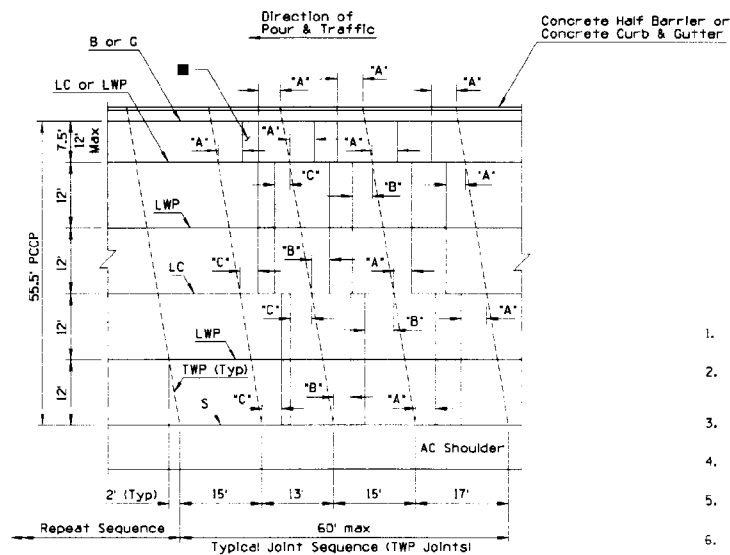 Direction of
Pour & Traffic
Concrete Half Barrier or
Concrete Curb & Gutter
B or G
LC or LWP
"A"
"A"
"A"
"A"
"A"
"A"
7.5'
12'
Max
"C"
"B"
"A"
12'
LWP
55.5' PCCP
12'
"C"
"B"
"A"
LC
12'
"C"
"B"
"A"
LWP
TWP (Typ)
12'
"C"
"B"
"A"
S
AC Shoulder
2' (Typ)
15'
13'
15'
17'
Repeat Sequence
60' max
Typical Joint Sequence (TWP Joints)
1.
2.
3.
4.
5.
6.